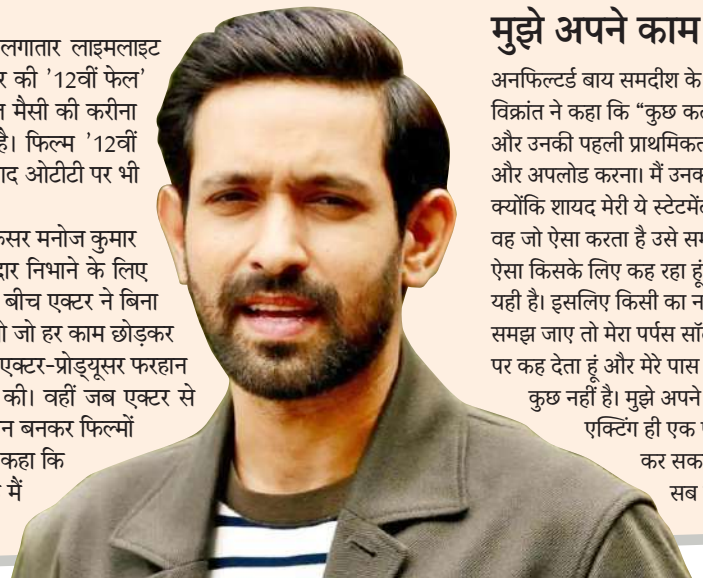 लगातार लाइमलाइट
र की '12वीं फेल'
त मैसी की करीना
है। फिल्म '12वीं
ाद ओटीटी पर भी
फसर मनोज कुमार
दार निभाने के लिए
बीच एक्टर ने बिना
ो जो हर काम छोड़कर
एक्टर-प्रोड्यूसर फरहान
की। वहीं जब एक्टर से
न बनकर फिल्मों
कहा कि
मैं
मुझे अपने काम
अनफिल्टर्ड बाय समदीश के
विक्रांत ने कहा कि “कुछ कल
और उनकी पहली प्राथमिकत
और अपलोड करना। मैं उनक
क्योंकि शायद मेरी ये स्टेटमेंट
वह जो ऐसा करता है उसे सम
ऐसा किसके लिए कह रहा हूं
यही है। इसलिए किसी का न
समझ जाए तो मेरा पर्पस सॉल
पर कह देता हूं और मेरे पास
कुछ नहीं है। मुझे अपने
एक्टिंग ही एक प
कर सक
सब